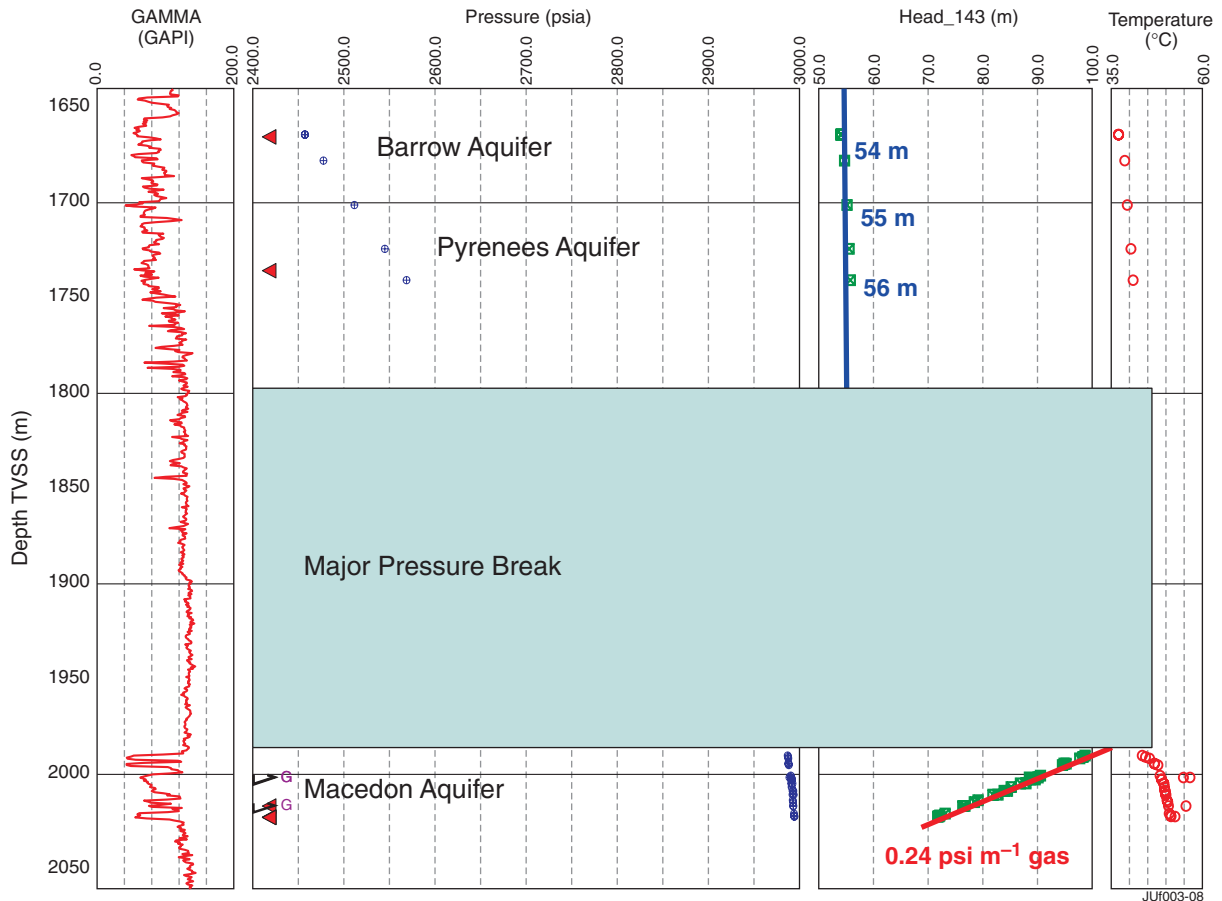 GAMMA
(GAPI)
Pressure (psia)
Head_143 (m)
Temperature
(°C)
0.0
200.0
2400.0
2500.0
2600.0
2700.0
2800.0
2900.0
3000.0
50.0
60.0
70.0
80.0
90.0
100.0
35.0
60.0
Depth TVSS (m)
1650
1700
1750
1800
1850
1900
1950
2000
2050
Barrow Aquifer
Pyrenees Aquifer
54 m
55 m
56 m
Major Pressure Break
G
G
Macedon Aquifer
0.24 psi m⁻¹ gas
JUf003-08